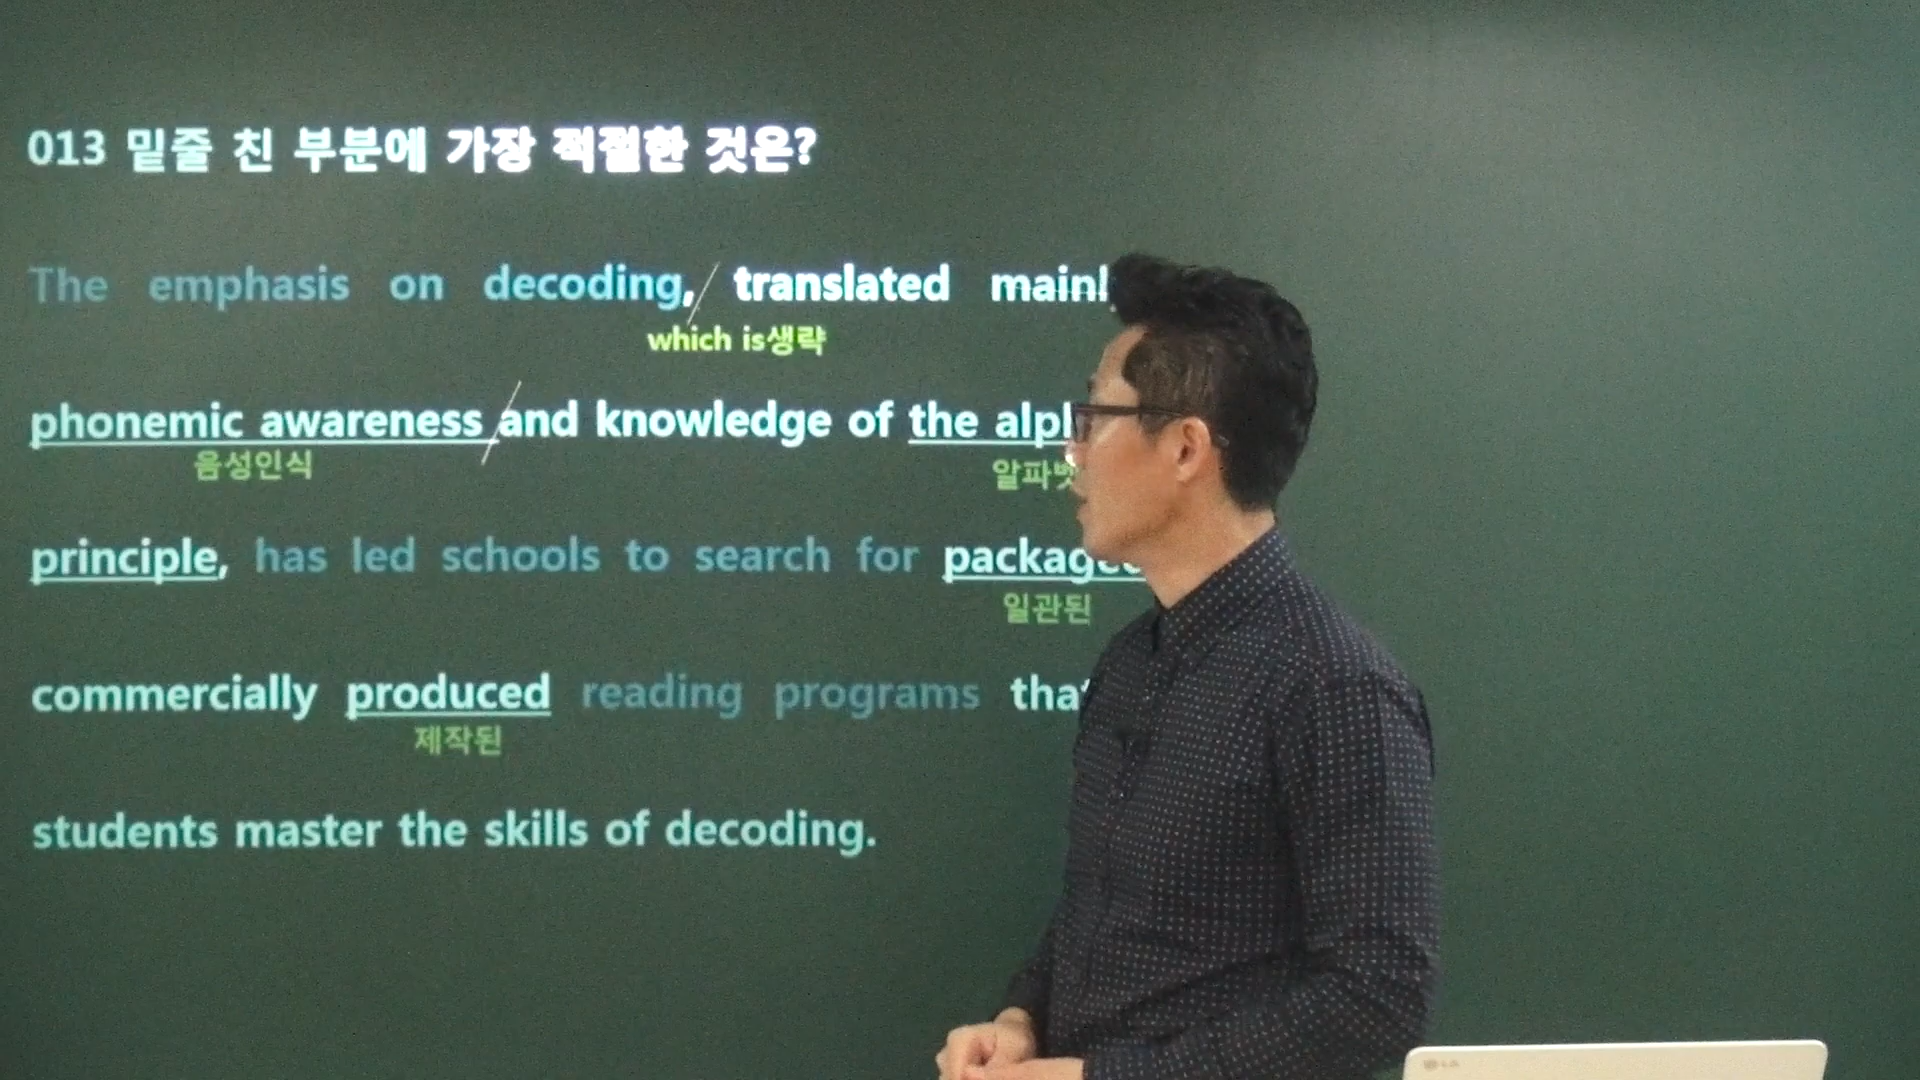 013 밑줄 친 부분에 가장 적절한 것은?
The emphasis on decoding, translated
which is생략
phonemic awareness and knowledge of the
음성인식
principle, has led schools to search for
일관된
commercially produced reading programs
제작된
students master the skills of decoding.
LG